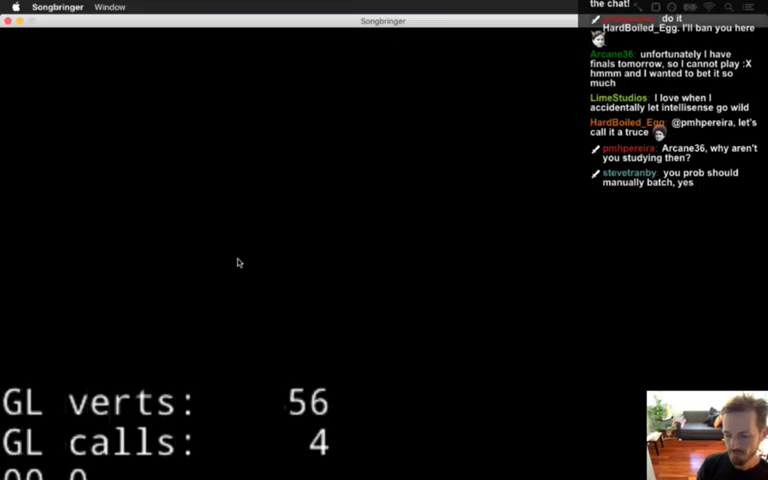 Songbringer Window
Songbringer
the chat!
do it
HardBoiled_Egg. I'll ban you here
Arcane36: unfortunately I have
finals tomorrow, so I cannot play :X
hmmm and I wanted to bet it so
much
LimeStudios: I love when I
accidentally let intellisense go wild
HardBoiled_Egg: @pmhpereira, let's
call it a truce
pmhpereira: Arcane36, why aren't
you studying then?
stevetranby: you prob should
manually batch, yes
GL verts: 56
GL calls: 4